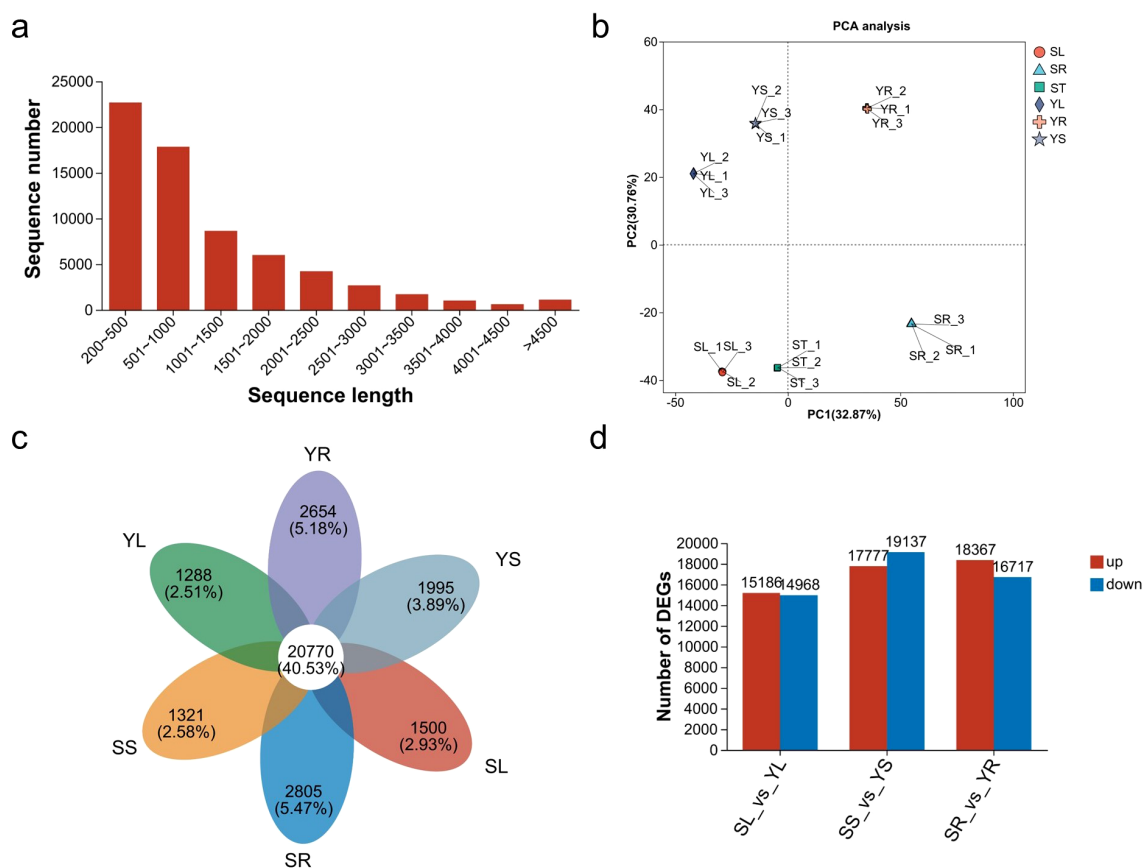 a
Sequence number
25000
20000
15000
10000
5000
0
200~500
501~1000
1001~1500
1501~2000
2001~2500
2501~3000
3001~3500
3501~4000
4001~4500
>4500
Sequence length
b
PCA analysis
PC2(30.76%)
60
40
20
0
-20
-40
-50
0
50
100
PC1(32.87%)
YS_2
YS_3
YS_1
YR_2
YR_1
YR_3
YL_2
YL_1
YL_3
SR_3
SR_1
SR_2
SL_1
SL_3
SL_2
ST_1
ST_2
ST_3
SL
SR
ST
YL
YR
YS
c
YR
2654
(5.18%)
YL
1288
(2.51%)
YS
1995
(3.89%)
20770
(40.53%)
SS
1321
(2.58%)
SL
1500
(2.93%)
2805
(5.47%)
SR
d
Number of DEGs
20000
18000
16000
14000
12000
10000
8000
6000
4000
2000
0
15186
14968
17777
19137
18367
16717
SL_vs_YL
SS_vs_YS
SR_vs_YR
up
down